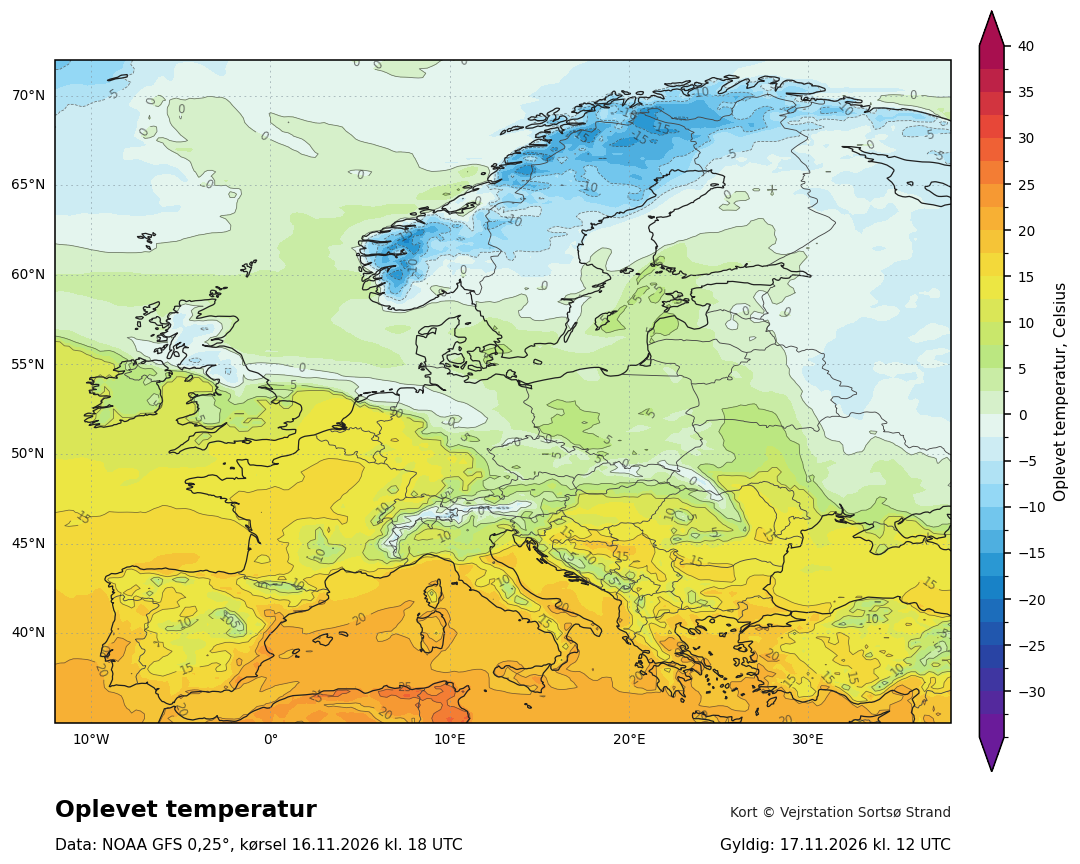 70°N
65°N
60°N
55°N
50°N
45°N
40°N
10°W 0° 10°E 20°E 30°E
40
35
30
25
20
15
10
5
0
−5
−10
−15
−20
−25
−30
Oplevet temperatur, Celsius
Oplevet temperatur
Kort © Vejrstation Sortsø Strand
Data: NOAA GFS 0,25°, kørsel 16.11.2026 kl. 18 UTC
Gyldig: 17.11.2026 kl. 12 UTC